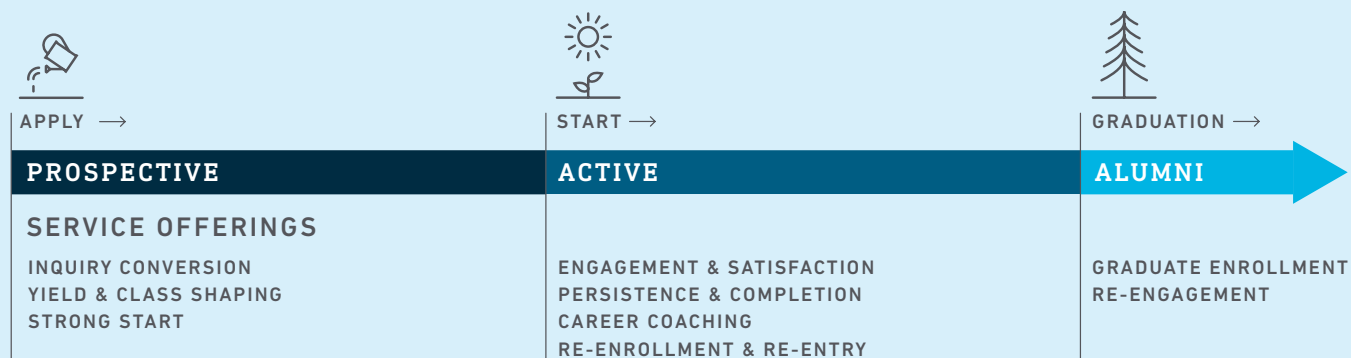 APPLY →
START →
GRADUATION →
PROSPECTIVE
ACTIVE
ALUMNI
SERVICE OFFERINGS
INQUIRY CONVERSION
YIELD & CLASS SHAPING
STRONG START
ENGAGEMENT & SATISFACTION
PERSISTENCE & COMPLETION
CAREER COACHING
RE-ENROLLMENT & RE-ENTRY
GRADUATE ENROLLMENT
RE-ENGAGEMENT